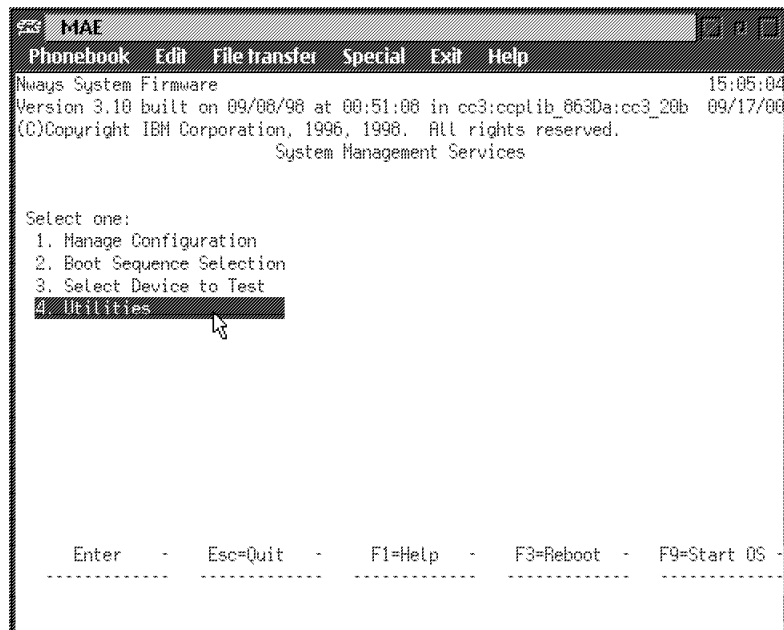 MAE
Phonebook Edit File transfer Special Exit Help
Nways System Firmware 15:05:04
Version 3.10 built on 09/08/98 at 00:51:08 in cc3:ccplib_863Da:cc3_20b 09/17/00
(C)Copyright IBM Corporation, 1996, 1998. All rights reserved.
System Management Services
Select one:
1. Manage Configuration
2. Boot Sequence Selection
3. Select Device to Test
4. Utilities
Enter - Esc=Quit - F1=Help - F3=Reboot - F9=Start OS -